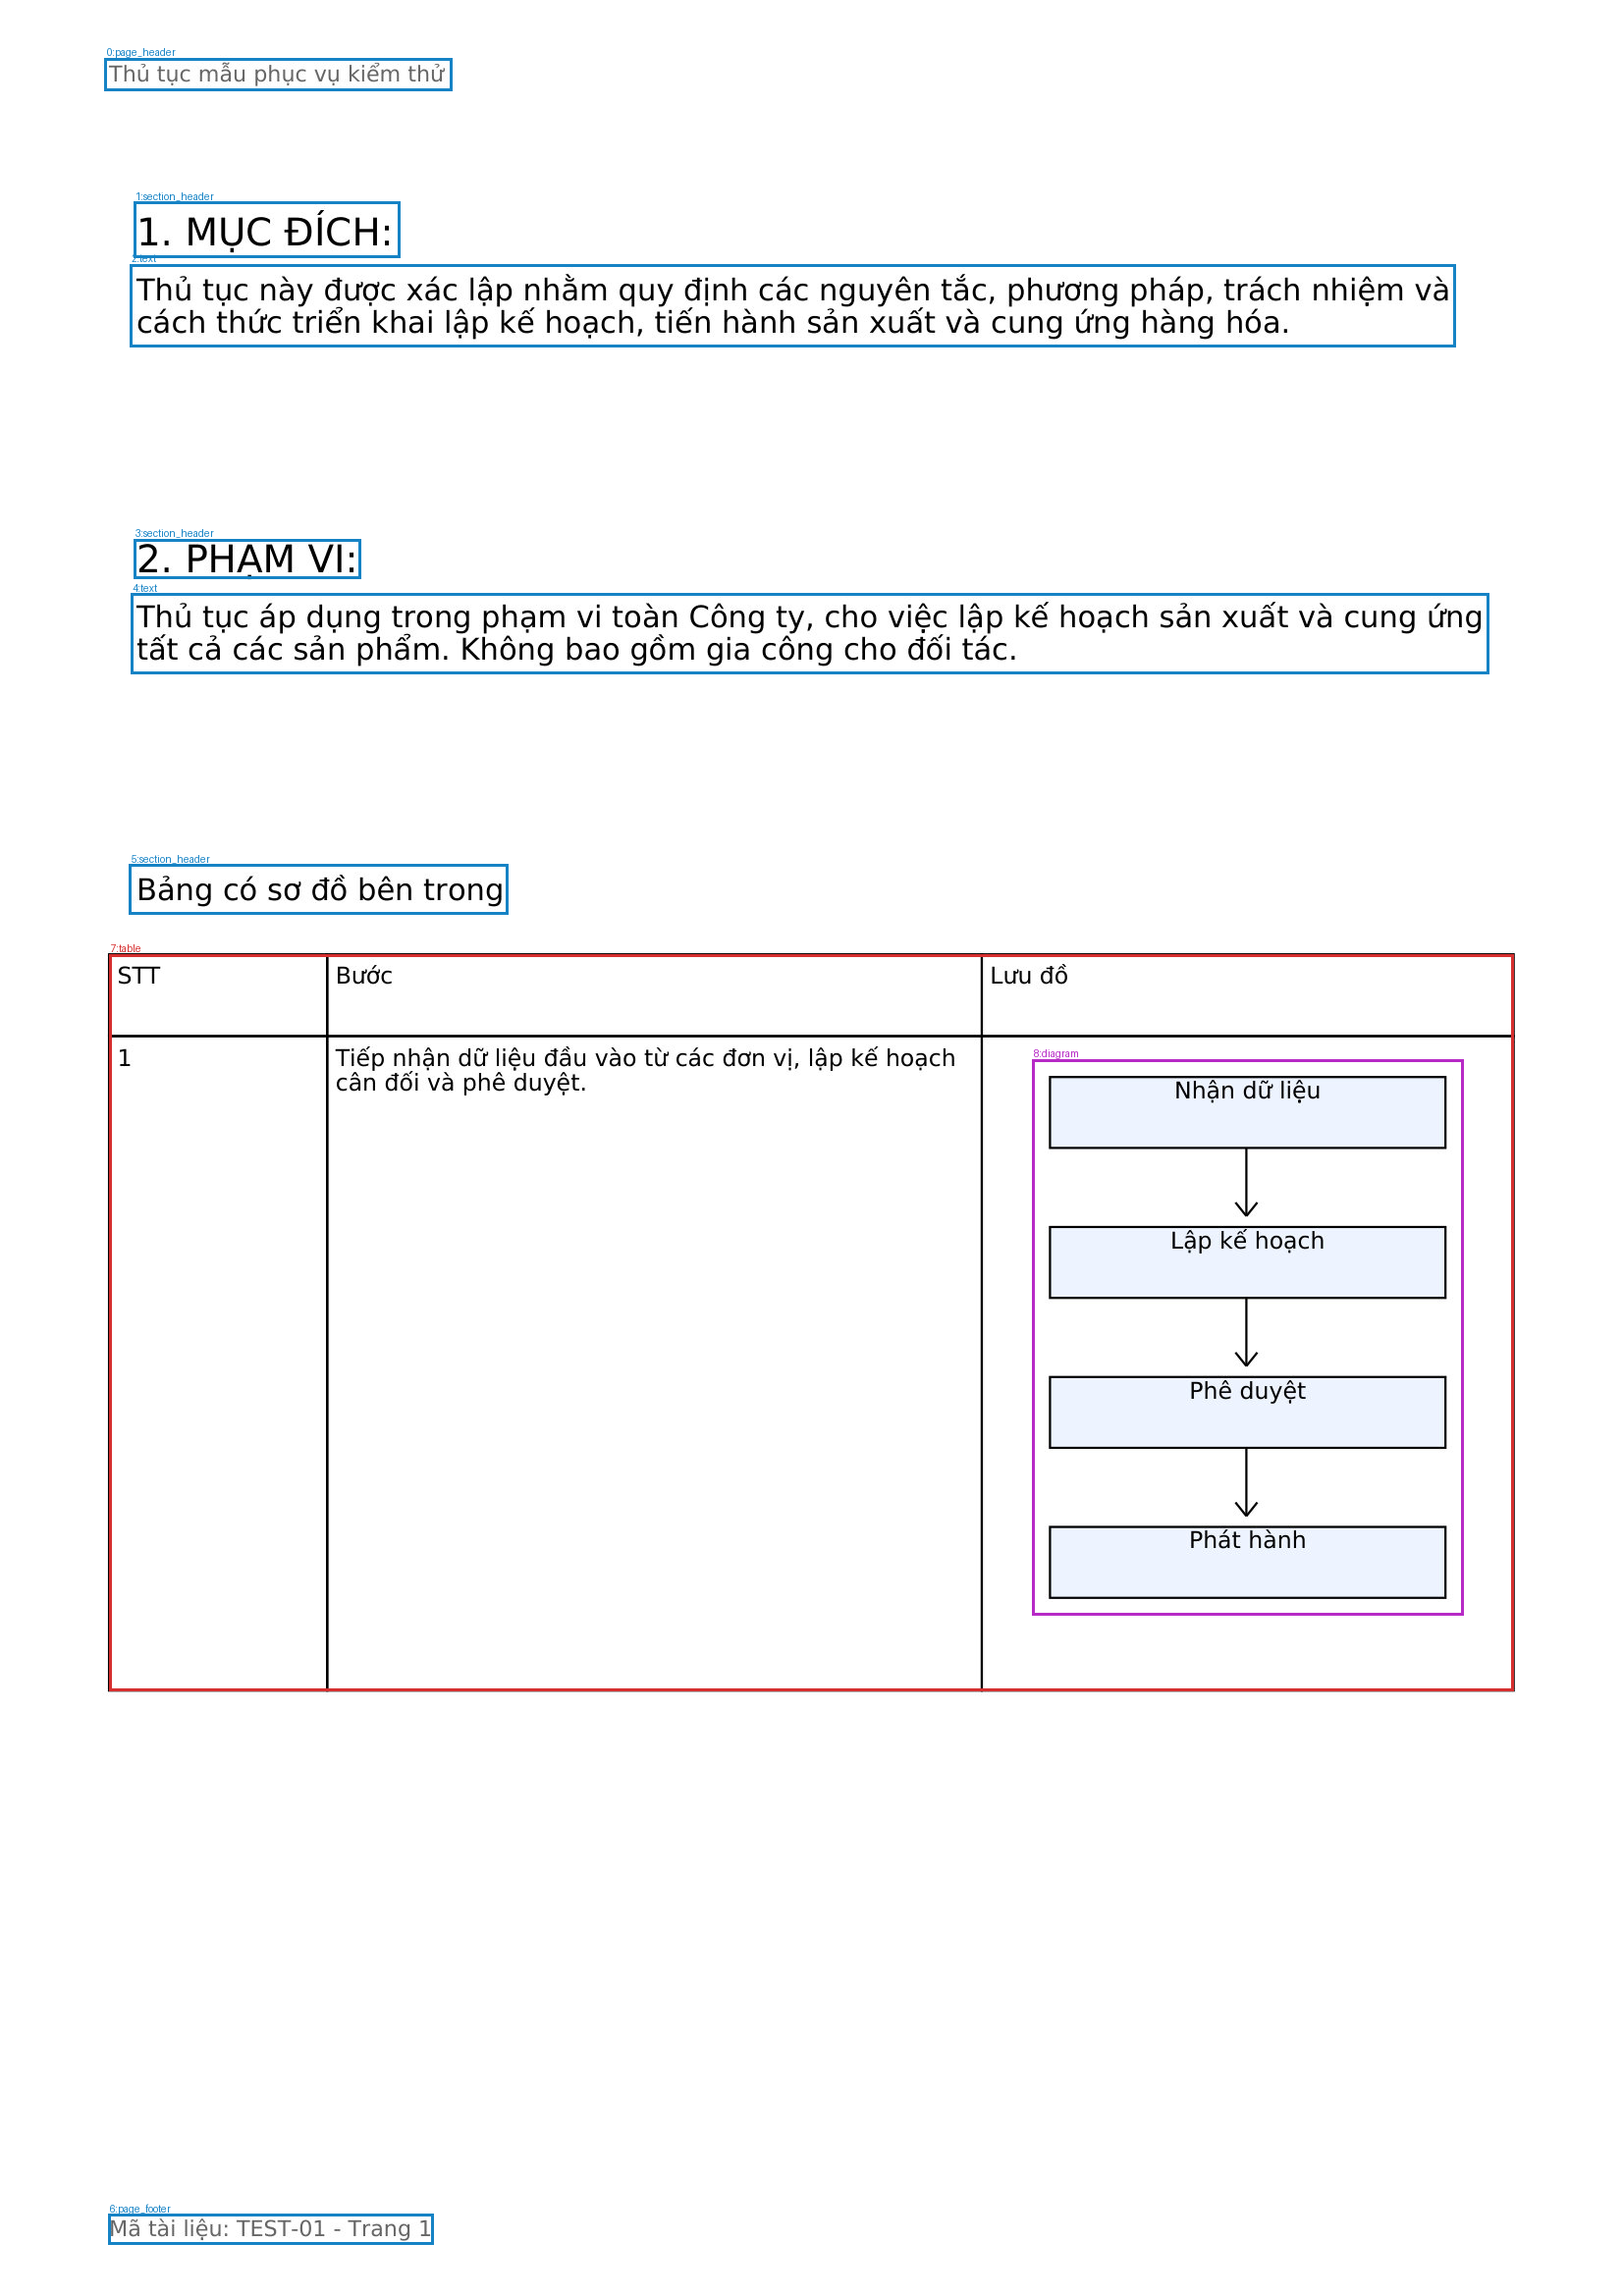 0:page_header
Thủ tục mẫu phục vụ kiểm thử
1:section_header
1. MỤC ĐÍCH:
2:text
Thủ tục này được xác lập nhằm quy định các nguyên tắc, phương pháp, trách nhiệm và
cách thức triển khai lập kế hoạch, tiến hành sản xuất và cung ứng hàng hóa.
3:section_header
2. PHẠM VI:
4:text
Thủ tục áp dụng trong phạm vi toàn Công ty, cho việc lập kế hoạch sản xuất và cung ứng
tất cả các sản phẩm. Không bao gồm gia công cho đối tác.
5:section_header
Bảng có sơ đồ bên trong
7:table
STT
Bước
Lưu đồ
1
Tiếp nhận dữ liệu đầu vào từ các đơn vị, lập kế hoạch
cân đối và phê duyệt.
8:diagram
Nhận dữ liệu
Lập kế hoạch
Phê duyệt
Phát hành
6:page_footer
Mã tài liệu: TEST-01 - Trang 1